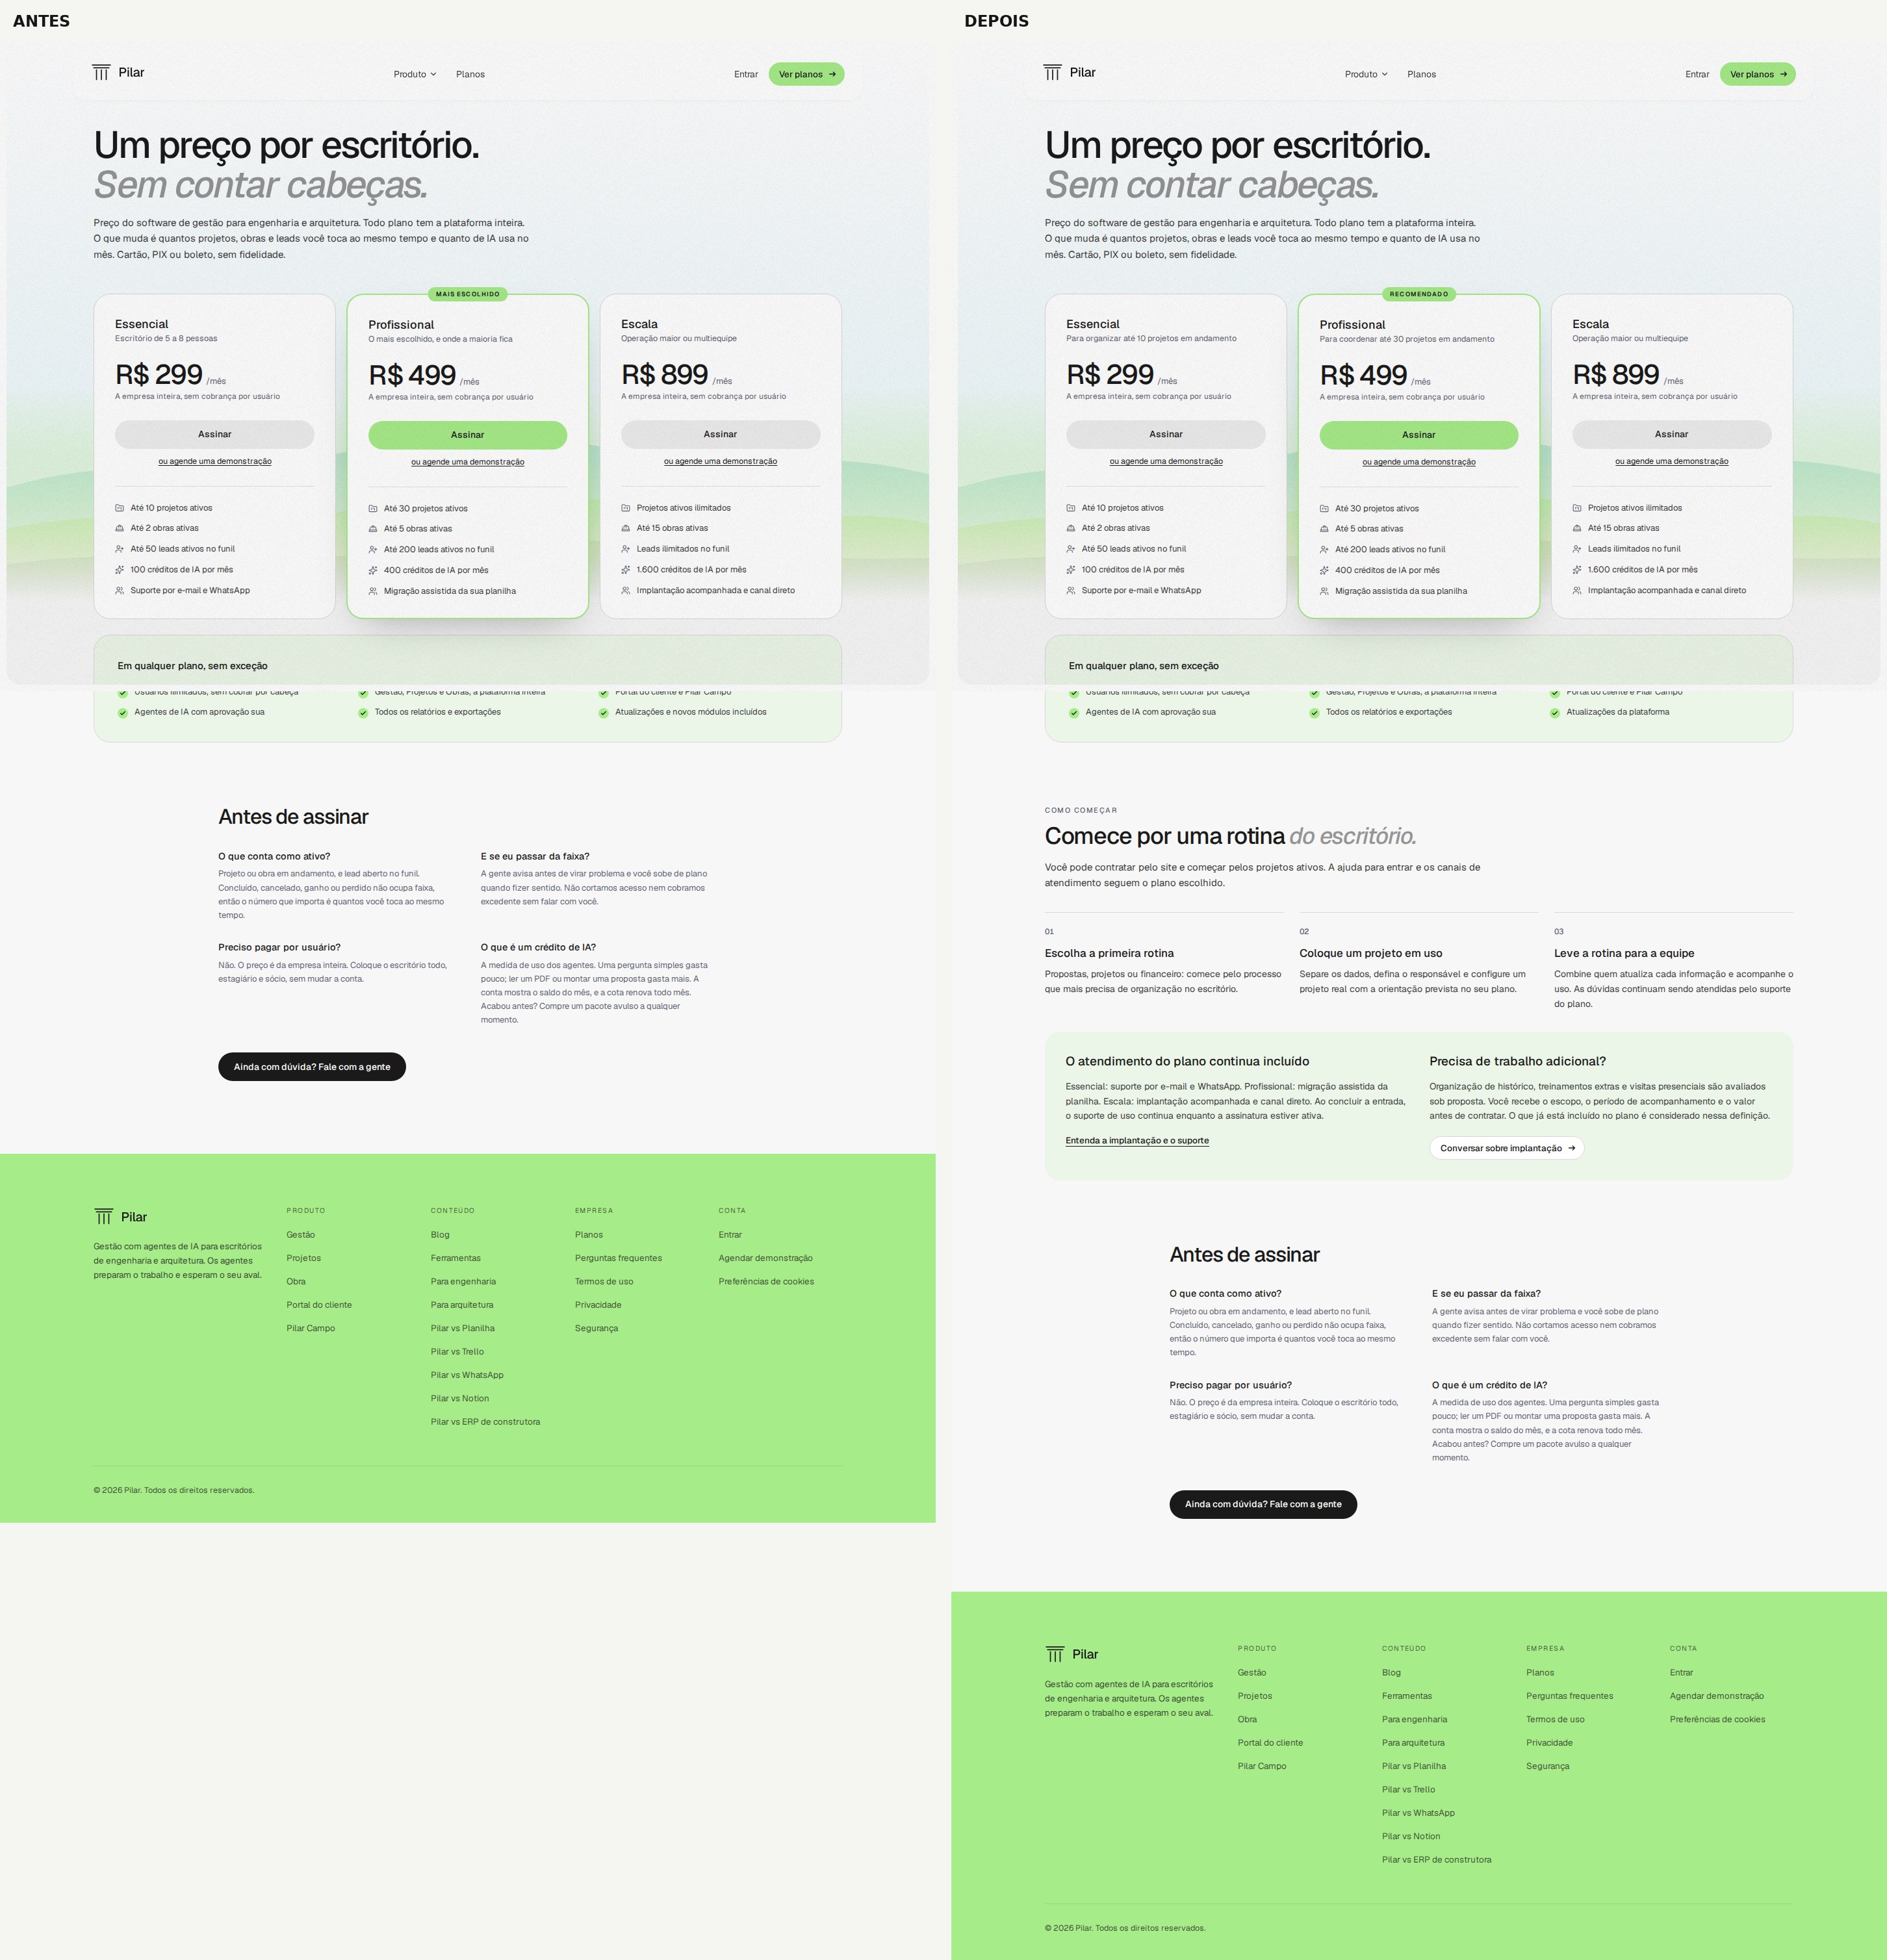 ANTES
Pilar
Produto
Planos
Entrar
Ver planos
Um preço por escritório.
Sem contar cabeças.
Preço do software de gestão para engenharia e arquitetura. Todo plano tem a plataforma inteira.
O que muda é quantos projetos, obras e leads você toca ao mesmo tempo e quanto de IA usa no
mês. Cartão, PIX ou boleto, sem fidelidade.
Essencial
Escritório de 5 a 8 pessoas
R$ 299 /mês
A empresa inteira, sem cobrança por usuário
Assinar
ou agende uma demonstração
Até 10 projetos ativos
Até 2 obras ativas
Até 50 leads ativos no funil
100 créditos de IA por mês
Suporte por e-mail e WhatsApp
MAIS ESCOLHIDO
Profissional
O mais escolhido, e onde a maioria fica
R$ 499 /mês
A empresa inteira, sem cobrança por usuário
Assinar
ou agende uma demonstração
Até 30 projetos ativos
Até 5 obras ativas
Até 200 leads ativos no funil
400 créditos de IA por mês
Migração assistida da sua planilha
Escala
Operação maior ou multiequipe
R$ 899 /mês
A empresa inteira, sem cobrança por usuário
Assinar
ou agende uma demonstração
Projetos ativos ilimitados
Até 15 obras ativas
Leads ilimitados no funil
1.600 créditos de IA por mês
Implantação acompanhada e canal direto
Em qualquer plano, sem exceção
Usuários ilimitados, sem cobrar por cabeça
Gestão, Projetos e Obras, a plataforma inteira
Portal do cliente e Pilar Campo
Agentes de IA com aprovação sua
Todos os relatórios e exportações
Atualizações e novos módulos incluídos
Antes de assinar
O que conta como ativo?
Projeto ou obra em andamento, e lead aberto no funil.
Concluído, cancelado, ganho ou perdido não ocupa faixa,
então o número que importa é quantos você toca ao mesmo
tempo.
E se eu passar da faixa?
A gente avisa antes de virar problema e você sobe de plano
quando fizer sentido. Não cortamos acesso nem cobramos
excedente sem falar com você.
Preciso pagar por usuário?
Não. O preço é da empresa inteira. Coloque o escritório todo,
estagiário e sócio, sem mudar a conta.
O que é um crédito de IA?
A medida de uso dos agentes. Uma pergunta simples gasta
pouco; ler um PDF ou montar uma proposta gasta mais. A
conta mostra o saldo do mês, e a cota renova todo mês.
Acabou antes? Compre um pacote avulso a qualquer
momento.
Ainda com dúvida? Fale com a gente
Pilar
Gestão com agentes de IA para escritórios
de engenharia e arquitetura. Os agentes
preparam o trabalho e esperam o seu aval.
PRODUTO
Gestão
Projetos
Obra
Portal do cliente
Pilar Campo
CONTEÚDO
Blog
Ferramentas
Para engenharia
Para arquitetura
Pilar vs Planilha
Pilar vs Trello
Pilar vs WhatsApp
Pilar vs Notion
Pilar vs ERP de construtora
EMPRESA
Planos
Perguntas frequentes
Termos de uso
Privacidade
Segurança
CONTA
Entrar
Agendar demonstração
Preferências de cookies
© 2026 Pilar. Todos os direitos reservados.
DEPOIS
Pilar
Produto
Planos
Entrar
Ver planos
Um preço por escritório.
Sem contar cabeças.
Preço do software de gestão para engenharia e arquitetura. Todo plano tem a plataforma inteira.
O que muda é quantos projetos, obras e leads você toca ao mesmo tempo e quanto de IA usa no
mês. Cartão, PIX ou boleto, sem fidelidade.
Essencial
Para organizar até 10 projetos em andamento
R$ 299 /mês
A empresa inteira, sem cobrança por usuário
Assinar
ou agende uma demonstração
Até 10 projetos ativos
Até 2 obras ativas
Até 50 leads ativos no funil
100 créditos de IA por mês
Suporte por e-mail e WhatsApp
RECOMENDADO
Profissional
Para coordenar até 30 projetos em andamento
R$ 499 /mês
A empresa inteira, sem cobrança por usuário
Assinar
ou agende uma demonstração
Até 30 projetos ativos
Até 5 obras ativas
Até 200 leads ativos no funil
400 créditos de IA por mês
Migração assistida da sua planilha
Escala
Operação maior ou multiequipe
R$ 899 /mês
A empresa inteira, sem cobrança por usuário
Assinar
ou agende uma demonstração
Projetos ativos ilimitados
Até 15 obras ativas
Leads ilimitados no funil
1.600 créditos de IA por mês
Implantação acompanhada e canal direto
Em qualquer plano, sem exceção
Usuários ilimitados, sem cobrar por cabeça
Gestão, Projetos e Obras, a plataforma inteira
Portal do cliente e Pilar Campo
Agentes de IA com aprovação sua
Todos os relatórios e exportações
Atualizações da plataforma
COMO COMEÇAR
Comece por uma rotina do escritório.
Você pode contratar pelo site e começar pelos projetos ativos. A ajuda para entrar e os canais de
atendimento seguem o plano escolhido.
01
Escolha a primeira rotina
Propostas, projetos ou financeiro: comece pelo processo
que mais precisa de organização no escritório.
02
Coloque um projeto em uso
Separe os dados, defina o responsável e configure um
projeto real com a orientação prevista no seu plano.
03
Leve a rotina para a equipe
Combine quem atualiza cada informação e acompanhe o
uso. As dúvidas continuam sendo atendidas pelo suporte
do plano.
O atendimento do plano continua incluído
Essencial: suporte por e-mail e WhatsApp. Profissional: migração assistida da
planilha. Escala: implantação acompanhada e canal direto. Ao concluir a entrada,
o suporte de uso continua enquanto a assinatura estiver ativa.
Entenda a implantação e o suporte
Precisa de trabalho adicional?
Organização de histórico, treinamentos extras e visitas presenciais são avaliados
sob proposta. Você recebe o escopo, o período de acompanhamento e o valor
antes de contratar. O que já está incluído no plano é considerado nessa definição.
Conversar sobre implantação
Antes de assinar
O que conta como ativo?
Projeto ou obra em andamento, e lead aberto no funil.
Concluído, cancelado, ganho ou perdido não ocupa faixa,
então o número que importa é quantos você toca ao mesmo
tempo.
E se eu passar da faixa?
A gente avisa antes de virar problema e você sobe de plano
quando fizer sentido. Não cortamos acesso nem cobramos
excedente sem falar com você.
Preciso pagar por usuário?
Não. O preço é da empresa inteira. Coloque o escritório todo,
estagiário e sócio, sem mudar a conta.
O que é um crédito de IA?
A medida de uso dos agentes. Uma pergunta simples gasta
pouco; ler um PDF ou montar uma proposta gasta mais. A
conta mostra o saldo do mês, e a cota renova todo mês.
Acabou antes? Compre um pacote avulso a qualquer
momento.
Ainda com dúvida? Fale com a gente
Pilar
Gestão com agentes de IA para escritórios
de engenharia e arquitetura. Os agentes
preparam o trabalho e esperam o seu aval.
PRODUTO
Gestão
Projetos
Obra
Portal do cliente
Pilar Campo
CONTEÚDO
Blog
Ferramentas
Para engenharia
Para arquitetura
Pilar vs Planilha
Pilar vs Trello
Pilar vs WhatsApp
Pilar vs Notion
Pilar vs ERP de construtora
EMPRESA
Planos
Perguntas frequentes
Termos de uso
Privacidade
Segurança
CONTA
Entrar
Agendar demonstração
Preferências de cookies
© 2026 Pilar. Todos os direitos reservados.